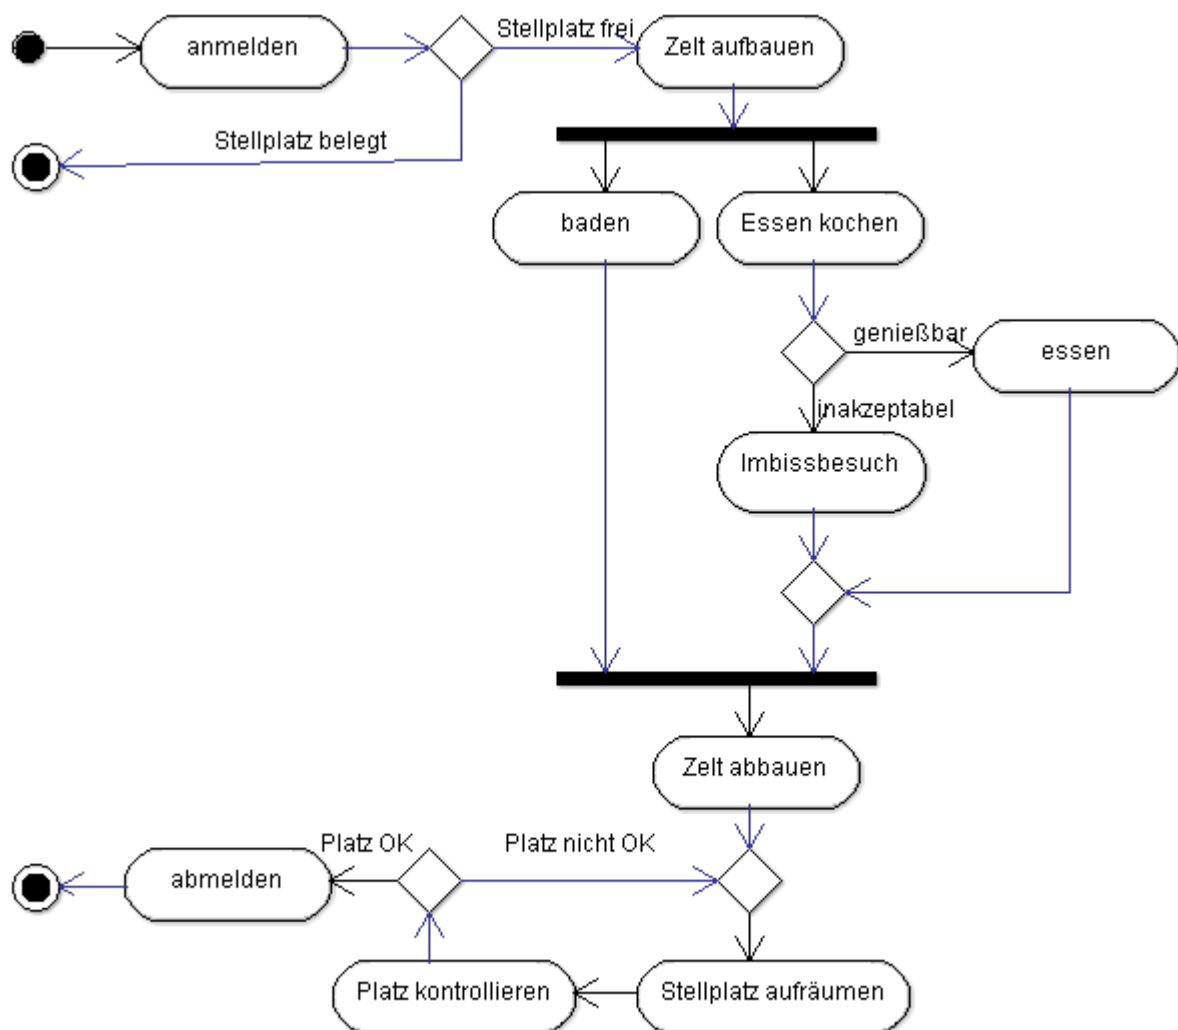 Stellplatz frei
anmelden
Zelt aufbauen
Stellplatz belegt
baden
Essen kochen
genießbar
essen
inakzeptabel
Imbissbesuch
Zelt abbauen
Platz OK
Platz nicht OK
abmelden
Platz kontrollieren
Stellplatz aufräumen